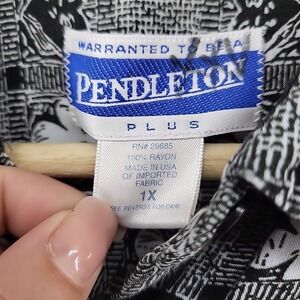 WARRANTED TO BE A
PENDLETON
PLUS
RN# 29685
100% RAYON
MADE IN USA
OF IMPORTED
FABRIC
1X
SEE REVERSE FOR CARE